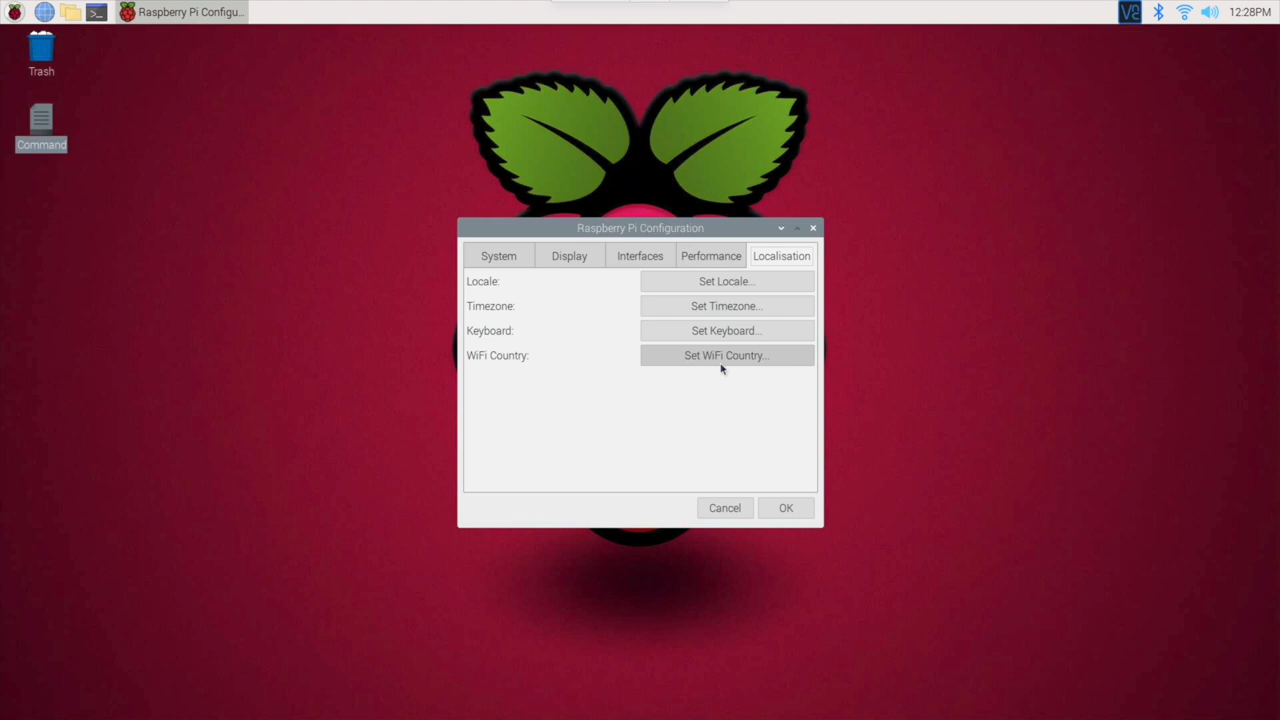 Raspberry Pi Configu... 12:28PM
Trash
Command
Raspberry Pi Configuration
System Display Interfaces Performance Localisation
Locale: Set Locale...
Timezone: Set Timezone...
Keyboard: Set Keyboard...
WiFi Country: Set WiFi Country...
Cancel OK